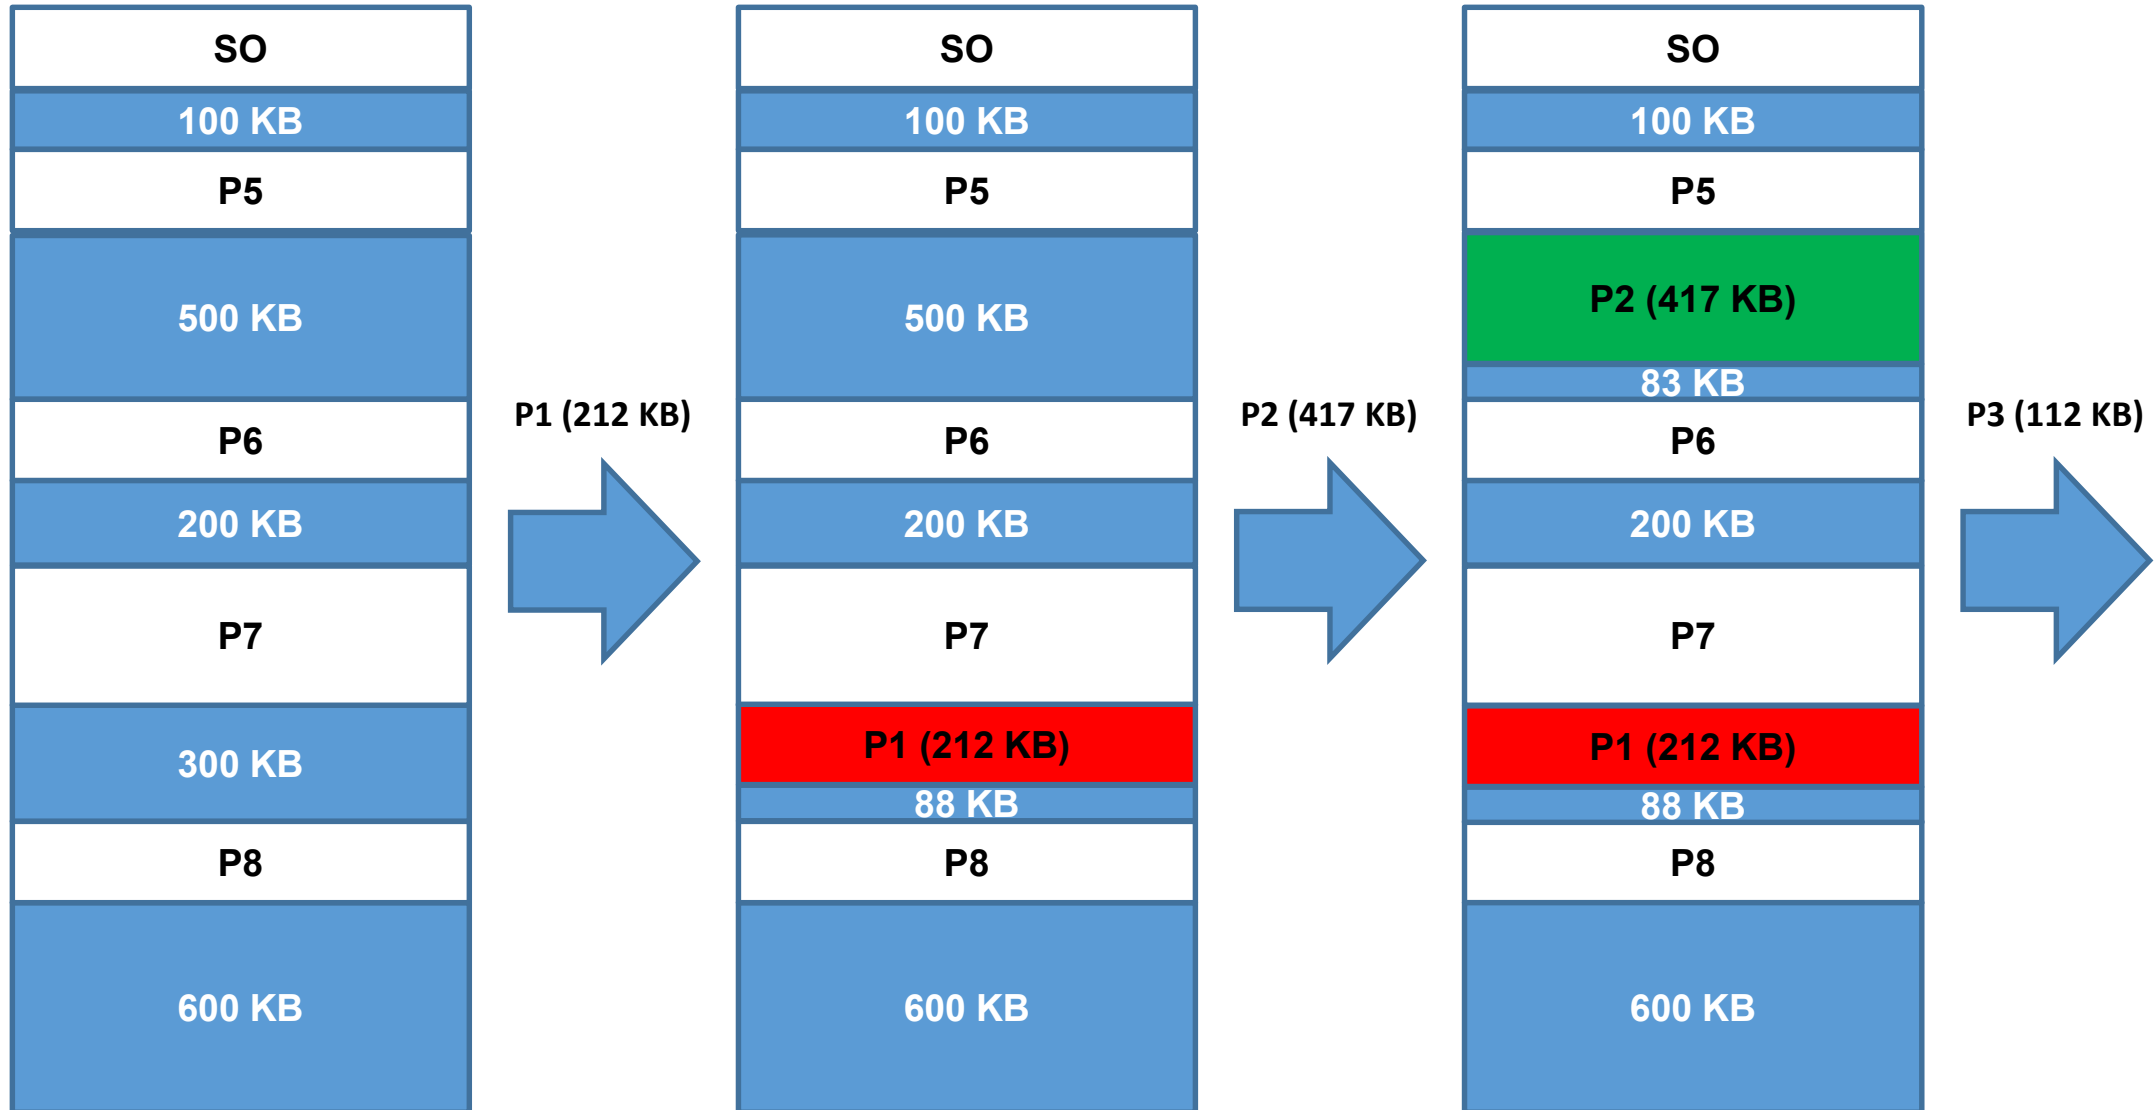 SO
100 KB
P5
500 KB
P6
200 KB
P7
300 KB
P8
600 KB
P1 (212 KB)
SO
100 KB
P5
500 KB
P6
200 KB
P7
P1 (212 KB)
88 KB
P8
600 KB
P2 (417 KB)
SO
100 KB
P5
P2 (417 KB)
83 KB
P6
200 KB
P7
P1 (212 KB)
88 KB
P8
600 KB
P3 (112 KB)